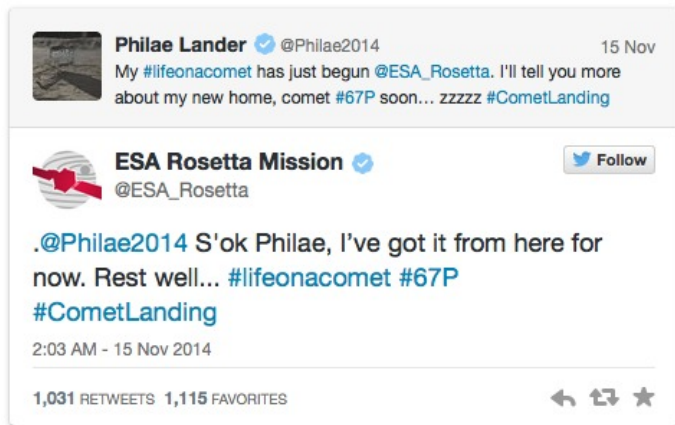 Philae Lander @Philae2014 15 Nov
My #lifeonacomet has just begun @ESA_Rosetta. I'll tell you more
about my new home, comet #67P soon... zzzzz #CometLanding
ESA Rosetta Mission Follow
@ESA_Rosetta
.@Philae2014 S'ok Philae, I've got it from here for
now. Rest well... #lifeonacomet #67P
#CometLanding
2:03 AM - 15 Nov 2014
1,031 RETWEETS 1,115 FAVORITES